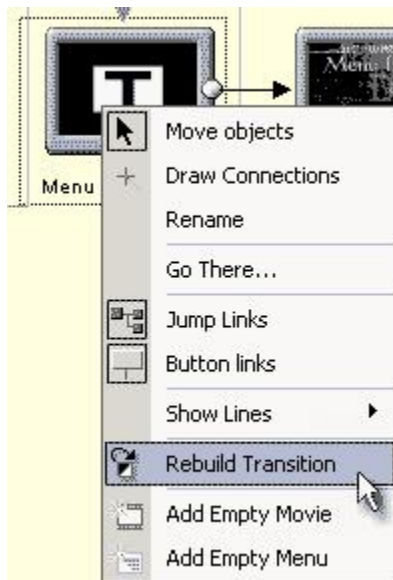 T
Menu
Menu
Move objects
Draw Connections
Rename
Go There...
Jump Links
Button links
Show Lines
Rebuild Transition
Add Empty Movie
Add Empty Menu